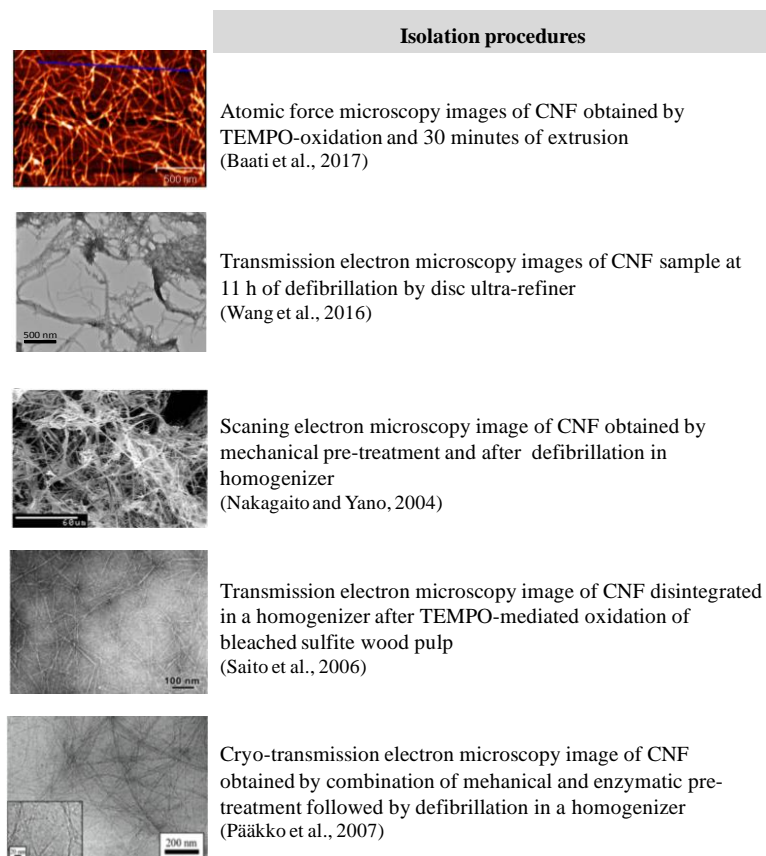 Isolation procedures
500 nm
Atomic force microscopy images of CNF obtained by
TEMPO-oxidation and 30 minutes of extrusion
(Baati et al., 2017)
500 nm
Transmission electron microscopy images of CNF sample at
11 h of defibrillation by disc ultra-refiner
(Wang et al., 2016)
60um
Scaning electron microscopy image of CNF obtained by
mechanical pre-treatment and after defibrillation in
homogenizer
(Nakagaito and Yano, 2004)
100 nm
Transmission electron microscopy image of CNF disintegrated
in a homogenizer after TEMPO-mediated oxidation of
bleached sulfite wood pulp
(Saito et al., 2006)
200 nm
Cryo-transmission electron microscopy image of CNF
obtained by combination of mehanical and enzymatic pre-
treatment followed by defibrillation in a homogenizer
(Pääkko et al., 2007)